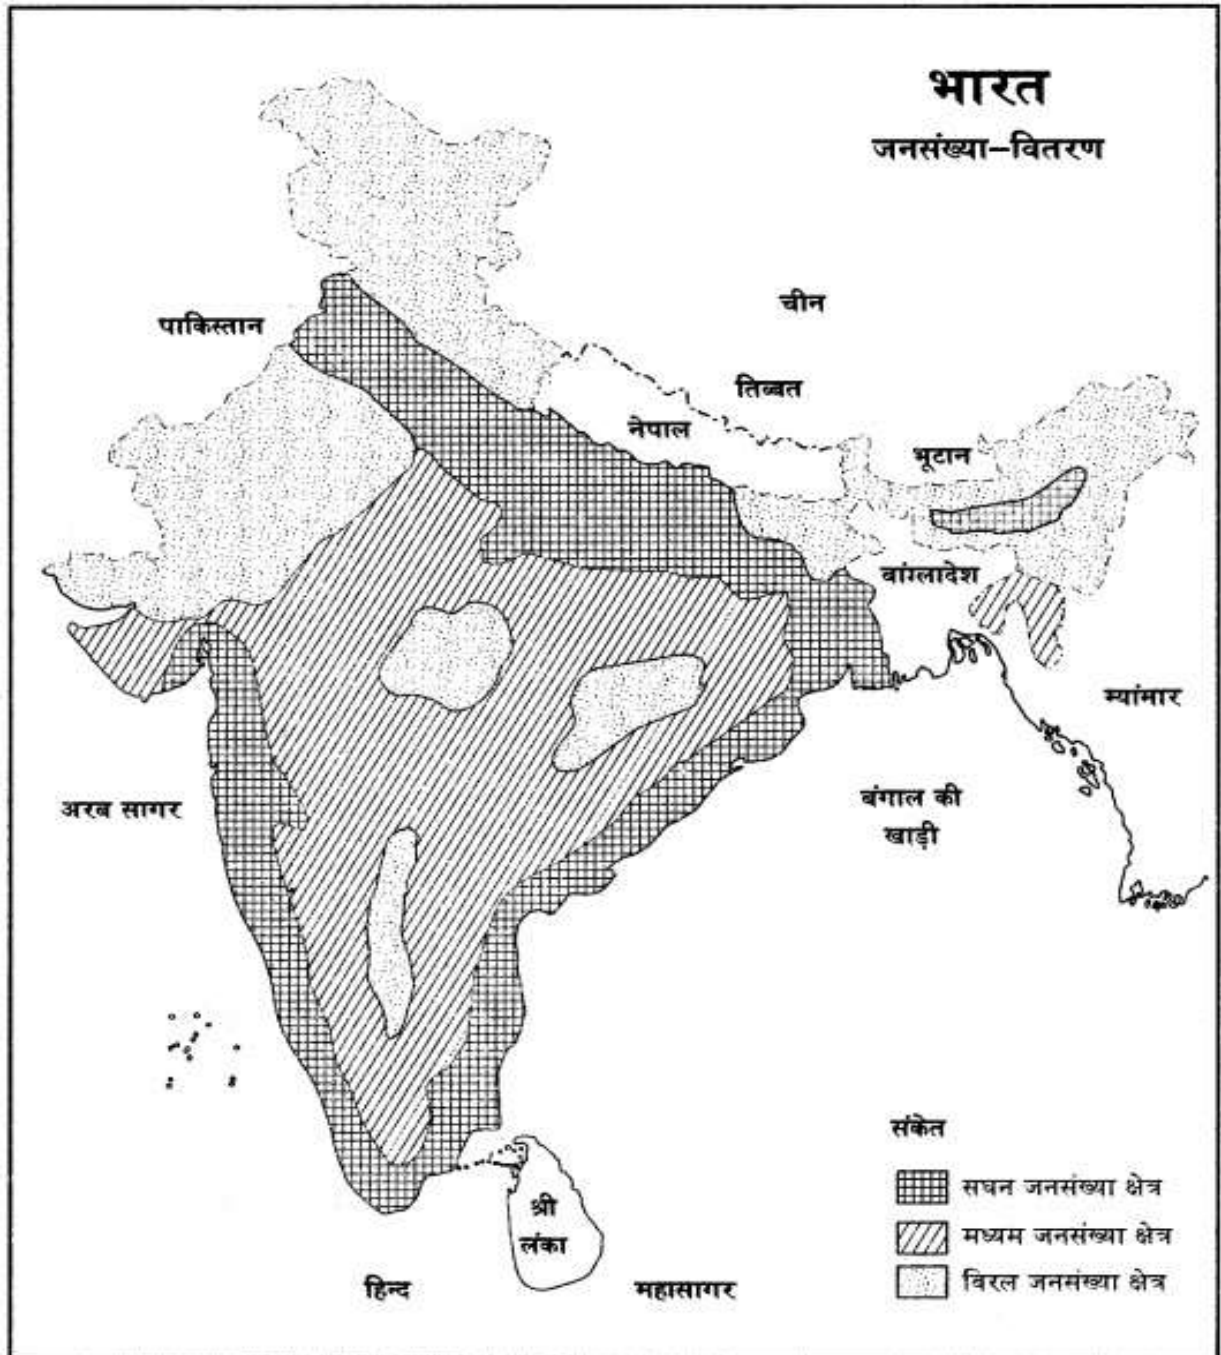 भारत
जनसंख्या–वितरण
चीन
पाकिस्तान
तिब्बत
नेपाल
भूटान
बांग्लादेश
म्यांमार
अरब सागर
बंगाल की
खाड़ी
संकेत
सघन जनसंख्या क्षेत्र
मध्यम जनसंख्या क्षेत्र
विरल जनसंख्या क्षेत्र
श्री
लंका
हिन्द महासागर